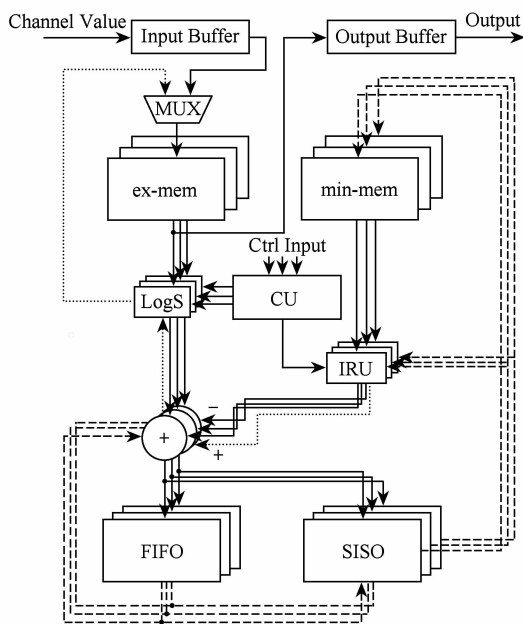 Channel Value
Input Buffer
Output Buffer
Output
MUX
ex-mem
min-mem
Ctrl Input
LogS
CU
IRU
−
+
+
FIFO
SISO